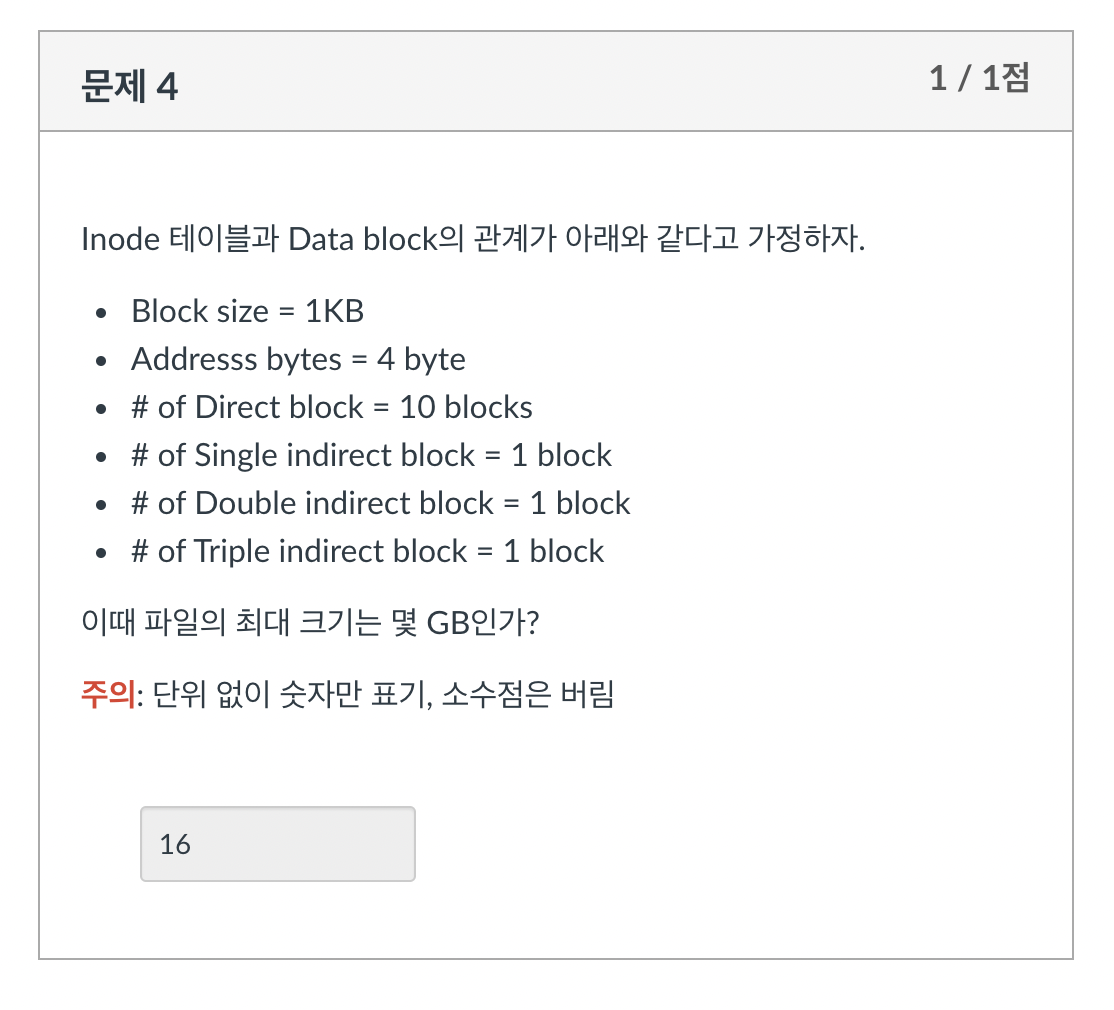 문제 4
1 / 1점
Inode 테이블과 Data block의 관계가 아래와 같다고 가정하자.
• Block size = 1KB
• Addresss bytes = 4 byte
• # of Direct block = 10 blocks
• # of Single indirect block = 1 block
• # of Double indirect block = 1 block
• # of Triple indirect block = 1 block
이때 파일의 최대 크기는 몇 GB인가?
주의: 단위 없이 숫자만 표기, 소수점은 버림
16